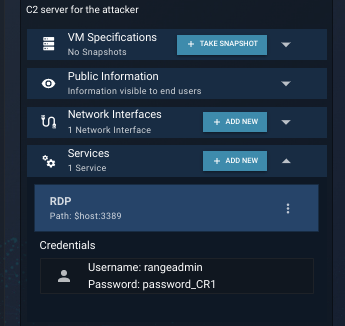 C2 server for the attacker
VM Specifications
No Snapshots
+ TAKE SNAPSHOT
Public Information
Information visible to end users
Network Interfaces
1 Network Interface
+ ADD NEW
Services
1 Service
+ ADD NEW
RDP
Path: $host:3389
Credentials
Username: rangeadmin
Password: password_CR1